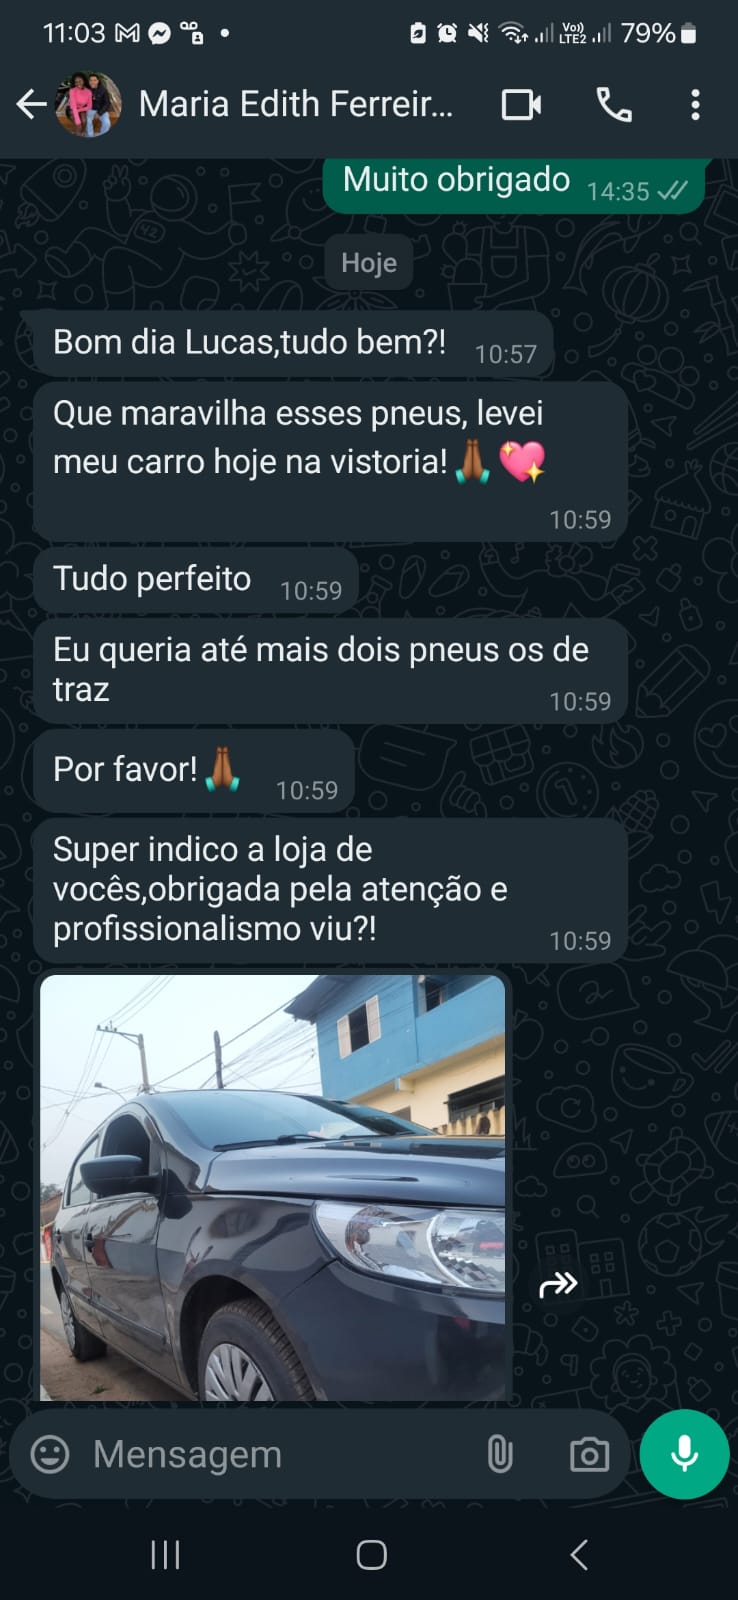 11:03
Vo)) LTE2
79%
Maria Edith Ferreir...
Muito obrigado 14:35
Hoje
Bom dia Lucas,tudo bem?! 10:57
Que maravilha esses pneus, levei
meu carro hoje na vistoria!🙏🏾💖
10:59
Tudo perfeito 10:59
Eu queria até mais dois pneus os de
traz 10:59
Por favor!🙏🏾 10:59
Super indico a loja de
vocês,obrigada pela atenção e
profissionalismo viu?! 10:59
Mensagem